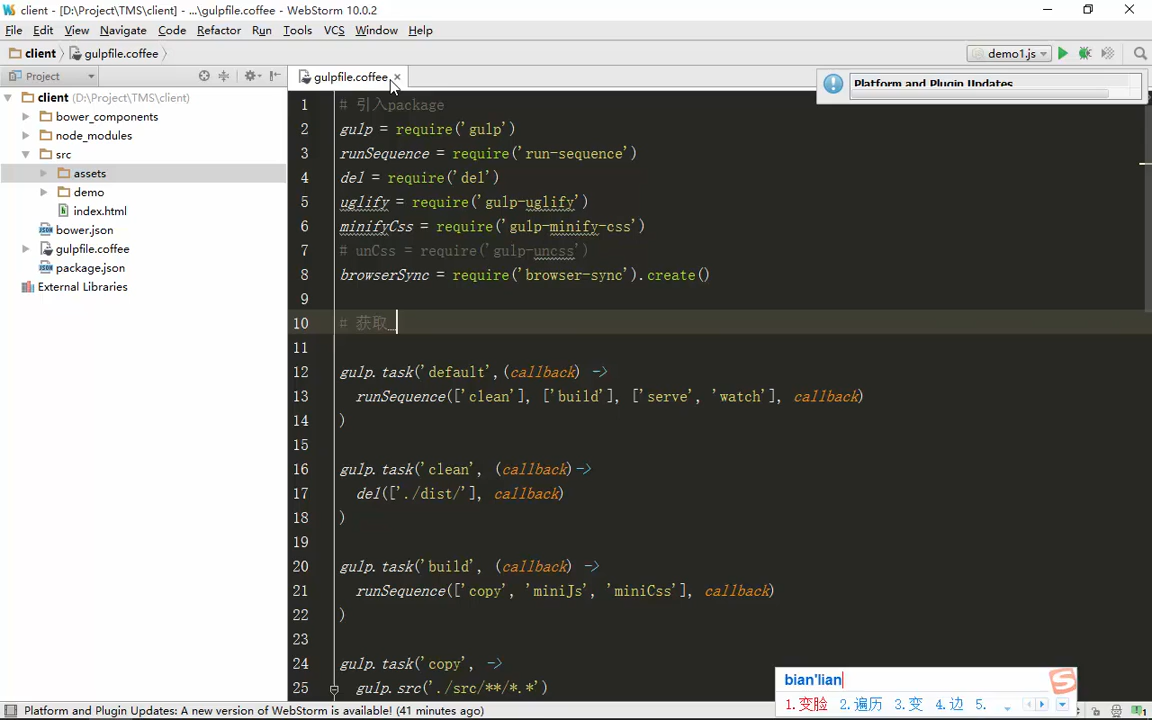 client - [D:\Project\TMS\client] - ...\gulpfile.coffee - WebStorm 10.0.2
File Edit View Navigate Code Refactor Run Tools VCS Window Help
client gulpfile.coffee demo1.js
Project gulpfile.coffee
Platform and Plugin Updates
client (D:\Project\TMS\client)
bower_components
node_modules
src
assets
demo
index.html
bower.json
gulpfile.coffee
package.json
External Libraries
1 # 引入package
2 gulp = require('gulp')
3 runSequence = require('run-sequence')
4 del = require('del')
5 uglify = require('gulp-uglify')
6 minifyCss = require('gulp-minify-css')
7 # unCss = require('gulp-uncss')
8 browserSync = require('browser-sync').create()
9
10 # 获取_
11
12 gulp.task('default',(callback) ->
13 runSequence(['clean'], ['build'], ['serve', 'watch'], callback)
14 )
15
16 gulp.task('clean', (callback)->
17 del(['./dist/'], callback)
18 )
19
20 gulp.task('build', (callback) ->
21 runSequence(['copy', 'miniJs', 'miniCss'], callback)
22 )
23
24 gulp.task('copy', ->
25 gulp.src('./src/**/*.*')
bian'lian
1.变脸 2.遍历 3.变 4.边 5.
Platform and Plugin Updates: A new version of WebStorm is available! (41 minutes ago)